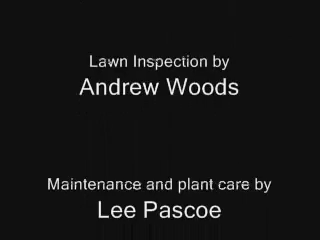 Lawn Inspection by
Andrew Woods
Maintenance and plant care by
Lee Pascoe